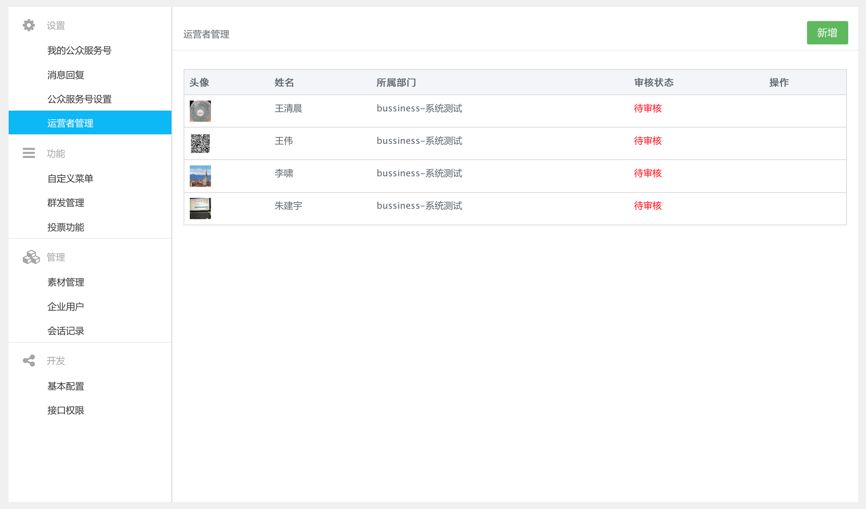 设置
我的公众服务号
消息回复
公众服务号设置
运营者管理
功能
自定义菜单
群发管理
投票功能
管理
素材管理
企业用户
会话记录
开发
基本配置
接口权限
运营者管理
新增
头像 姓名 所属部门 审核状态 操作
王清晨 bussiness-系统测试 待审核
王伟 bussiness-系统测试 待审核
李啸 bussiness-系统测试 待审核
朱建宇 bussiness-系统测试 待审核